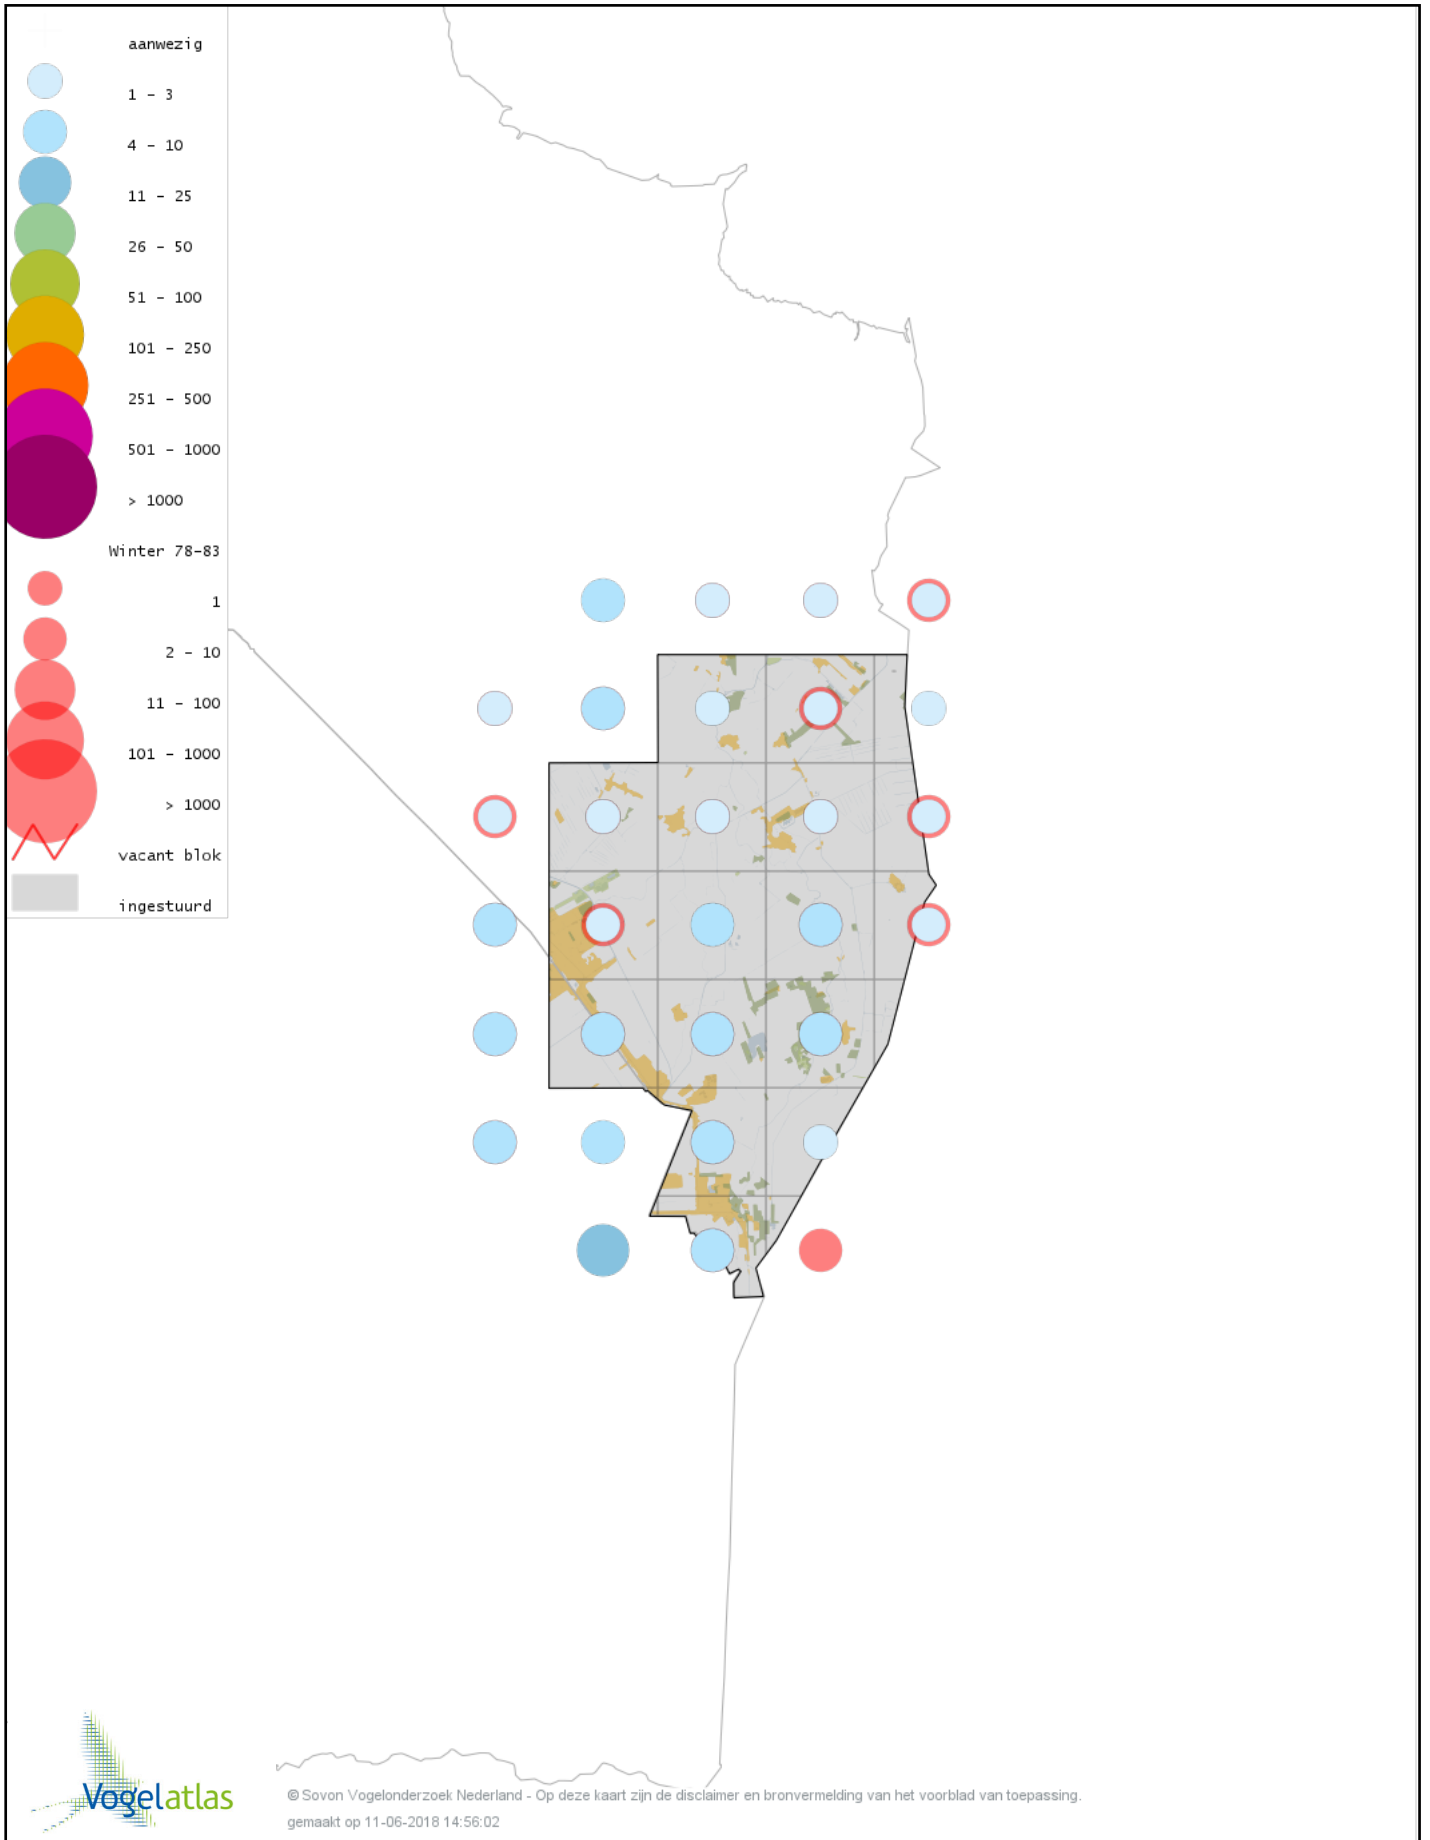 aanwezig
1 - 3
4 - 10
11 - 25
26 - 50
51 - 100
101 - 250
251 - 500
501 - 1000
> 1000
Winter 78-83
1
2 - 10
11 - 100
101 - 1000
> 1000
vacant blok
ingestuurd
Vogelatlas
© Sovon Vogelonderzoek Nederland - Op deze kaart zijn de disclaimer en bronvermelding van het voorblad van toepassing.
gemaakt op 11-06-2018 14:56:02